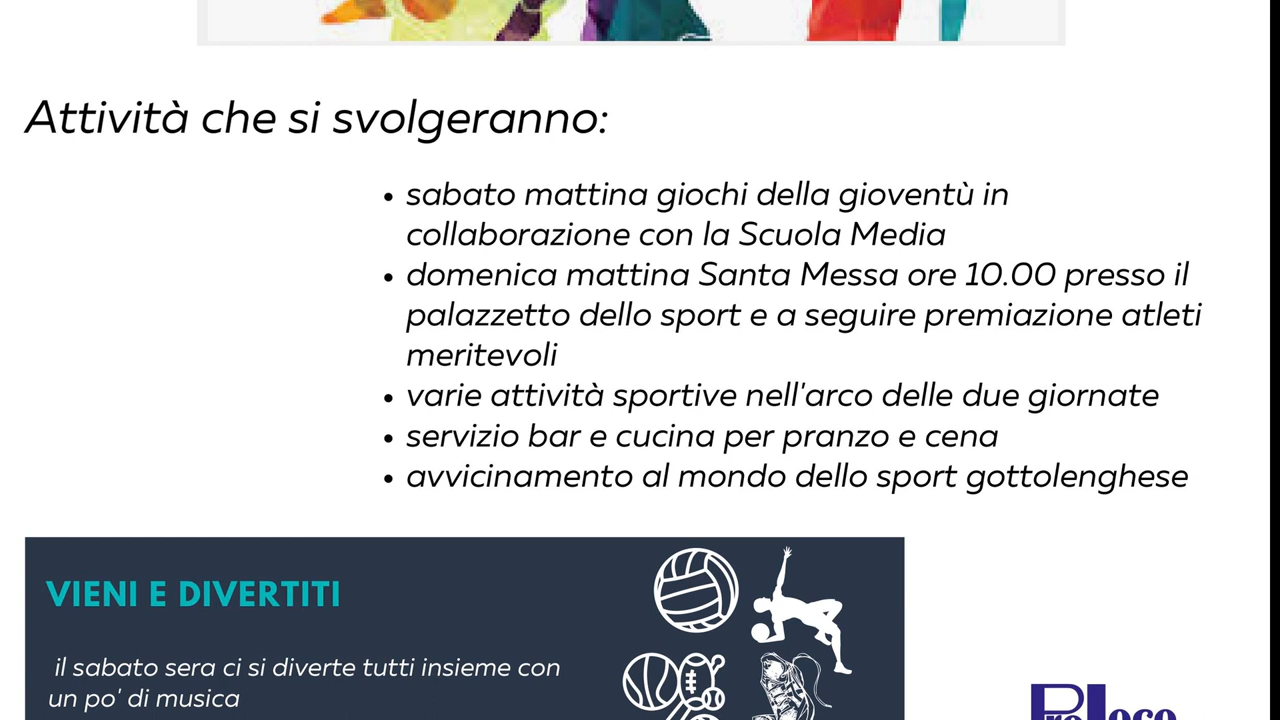 Attività che si svolgeranno:
sabato mattina giochi della gioventù in
collaborazione con la Scuola Media
domenica mattina Santa Messa ore 10.00 presso il
palazzetto dello sport e a seguire premiazione atleti
meritevoli
varie attività sportive nell'arco delle due giornate
servizio bar e cucina per pranzo e cena
avvicinamento al mondo dello sport gottolenghese
VIENI E DIVERTITI
il sabato sera ci si diverte tutti insieme con
un po' di musica
Pro Loco